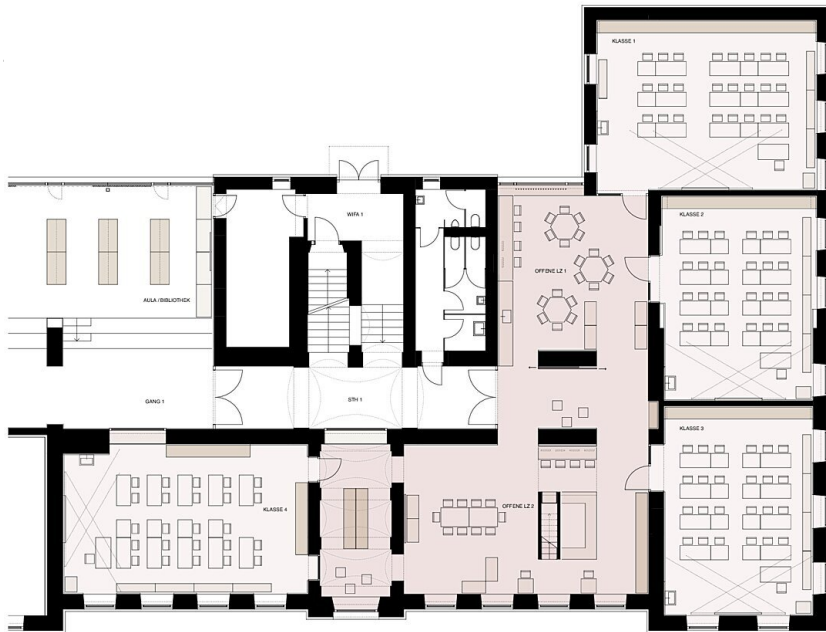 KLASSE 1
KLASSE 2
WIFA 1
OFFENE LZ 1
AULA / BIBLIOTHEK
GANG 1
STH 1
KLASSE 3
KLASSE 4
OFFENE LZ 2